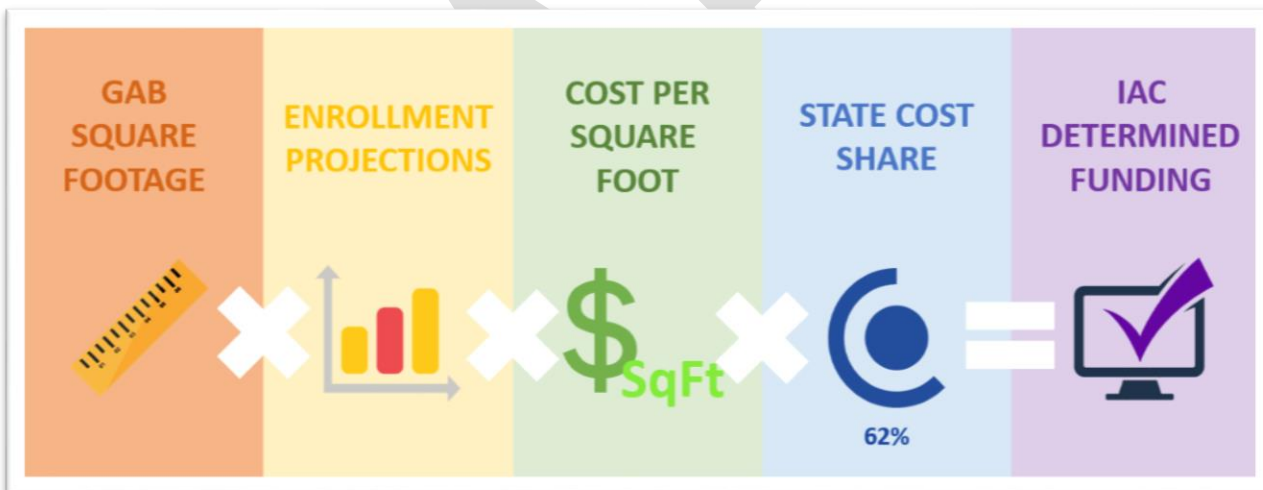 GAB
SQUARE
FOOTAGE
ENROLLMENT
PROJECTIONS
COST PER
SQUARE
FOOT
STATE COST
SHARE
IAC
DETERMINED
FUNDING
$
SqFt
62%